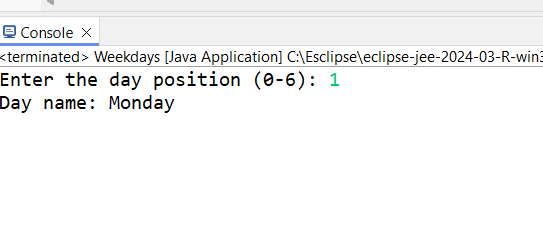 Console
<terminated> Weekdays [Java Application] C:\Esclipse\eclipse-jee-2024-03-R-win3
Enter the day position (0-6): 1
Day name: Monday